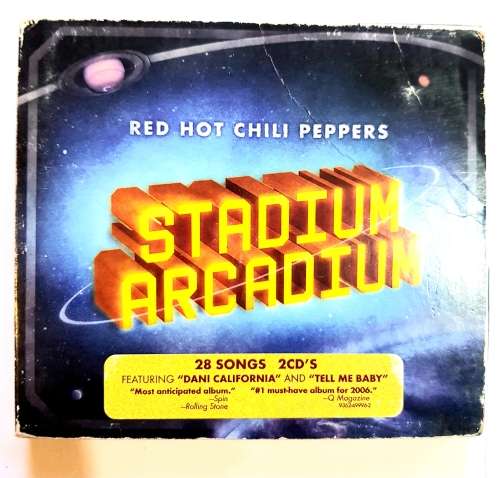 RED HOT CHILI PEPPERS
STADIUM
ARCADIUM
28 SONGS 2CD'S
FEATURING "DANI CALIFORNIA" AND "TELL ME BABY"
"Most anticipated album." "#1 must-have album for 2006."
—Spin —Q Magazine
—Rolling Stone 9362499962